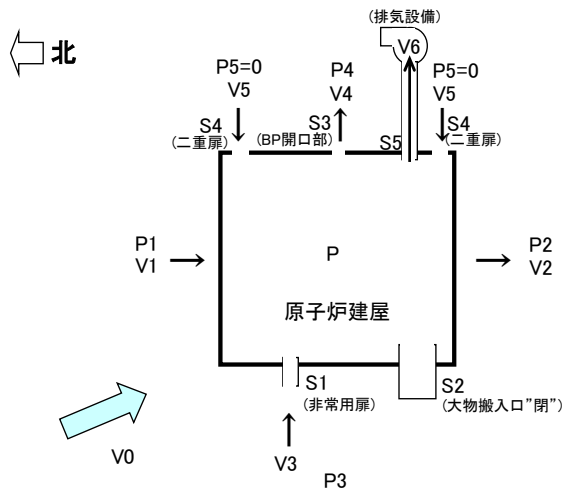 北
(排気設備)
V6
P5=0
V5
P4
V4
P5=0
V5
S4
(二重扉)
S3
(BP開口部)
S5
S4
(二重扉)
P1
V1
P
P2
V2
原子炉建屋
S1
(非常用扉)
S2
(大物搬入口”閉”)
V0
V3
P3